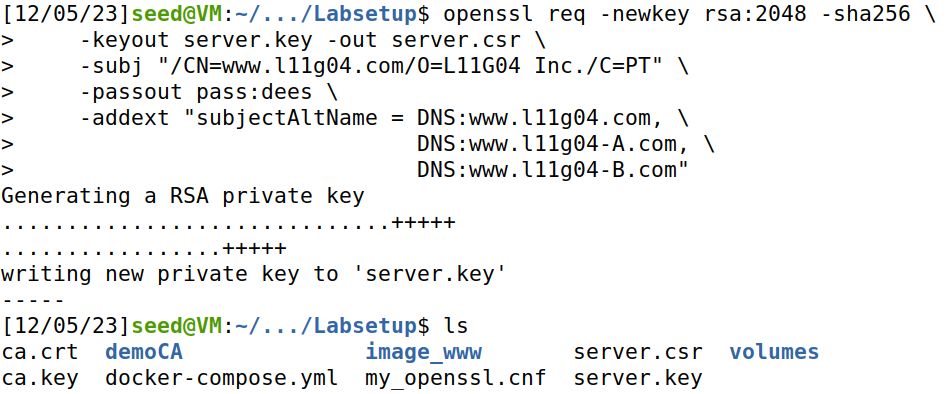 [12/05/23]seed@VM:~/.../Labsetup$ openssl req -newkey rsa:2048 -sha256 \
>     -keyout server.key -out server.csr \
>     -subj "/CN=www.l11g04.com/O=L11G04 Inc./C=PT" \
>     -passout pass:dees \
>     -addext "subjectAltName = DNS:www.l11g04.com, \
>                               DNS:www.l11g04-A.com, \
>                               DNS:www.l11g04-B.com"
Generating a RSA private key
..............................+++++
.................+++++
writing new private key to 'server.key'
-----
[12/05/23]seed@VM:~/.../Labsetup$ ls
ca.crt  demoCA              image_www       server.csr  volumes
ca.key  docker-compose.yml  my_openssl.cnf  server.key